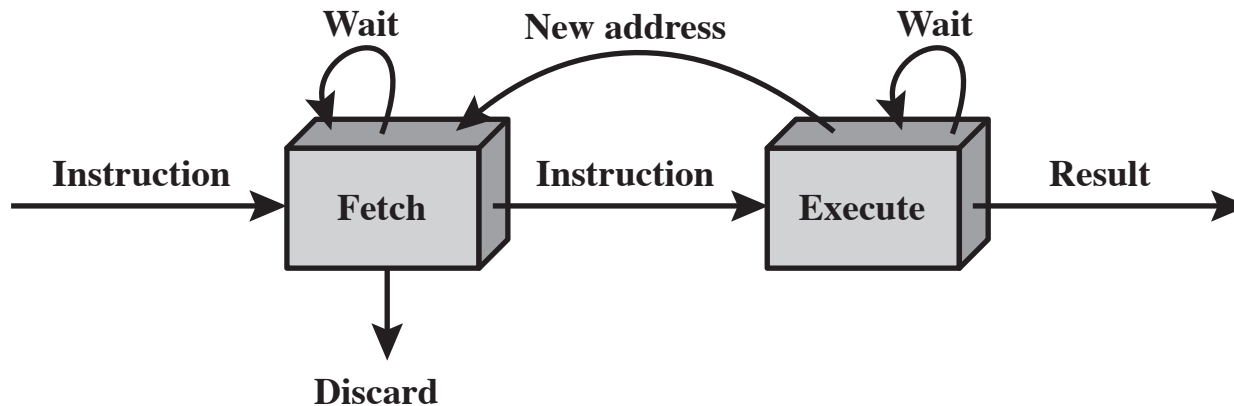 Wait
New address
Wait
Instruction
Fetch
Instruction
Execute
Result
Discard